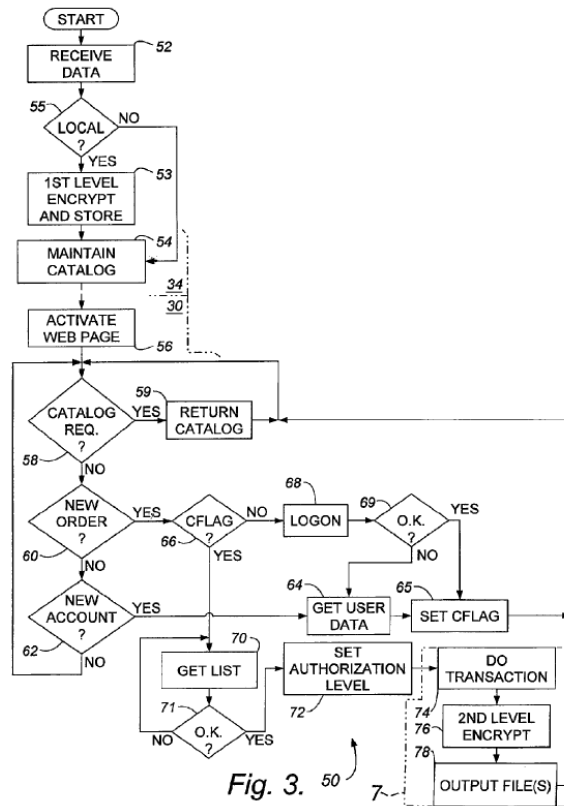 START
52
RECEIVE
DATA
55
LOCAL
?
NO
YES
53
1ST LEVEL
ENCRYPT
AND STORE
54
MAINTAIN
CATALOG
34
30
ACTIVATE
WEB PAGE
56
CATALOG
REQ.
?
58
YES
NO
59
RETURN
CATALOG
NEW
ORDER
?
60
YES
NO
CFLAG
?
66
NO
YES
68
LOGON
69
O.K.
?
YES
NO
NEW
ACCOUNT
?
62
YES
NO
64
GET USER
DATA
65
SET CFLAG
70
GET LIST
71
O.K.
?
NO
YES
SET
AUTHORIZATION
LEVEL
72
DO
TRANSACTION
74
2ND LEVEL
ENCRYPT
76
78
OUTPUT FILE(S)
Fig. 3.
50
7